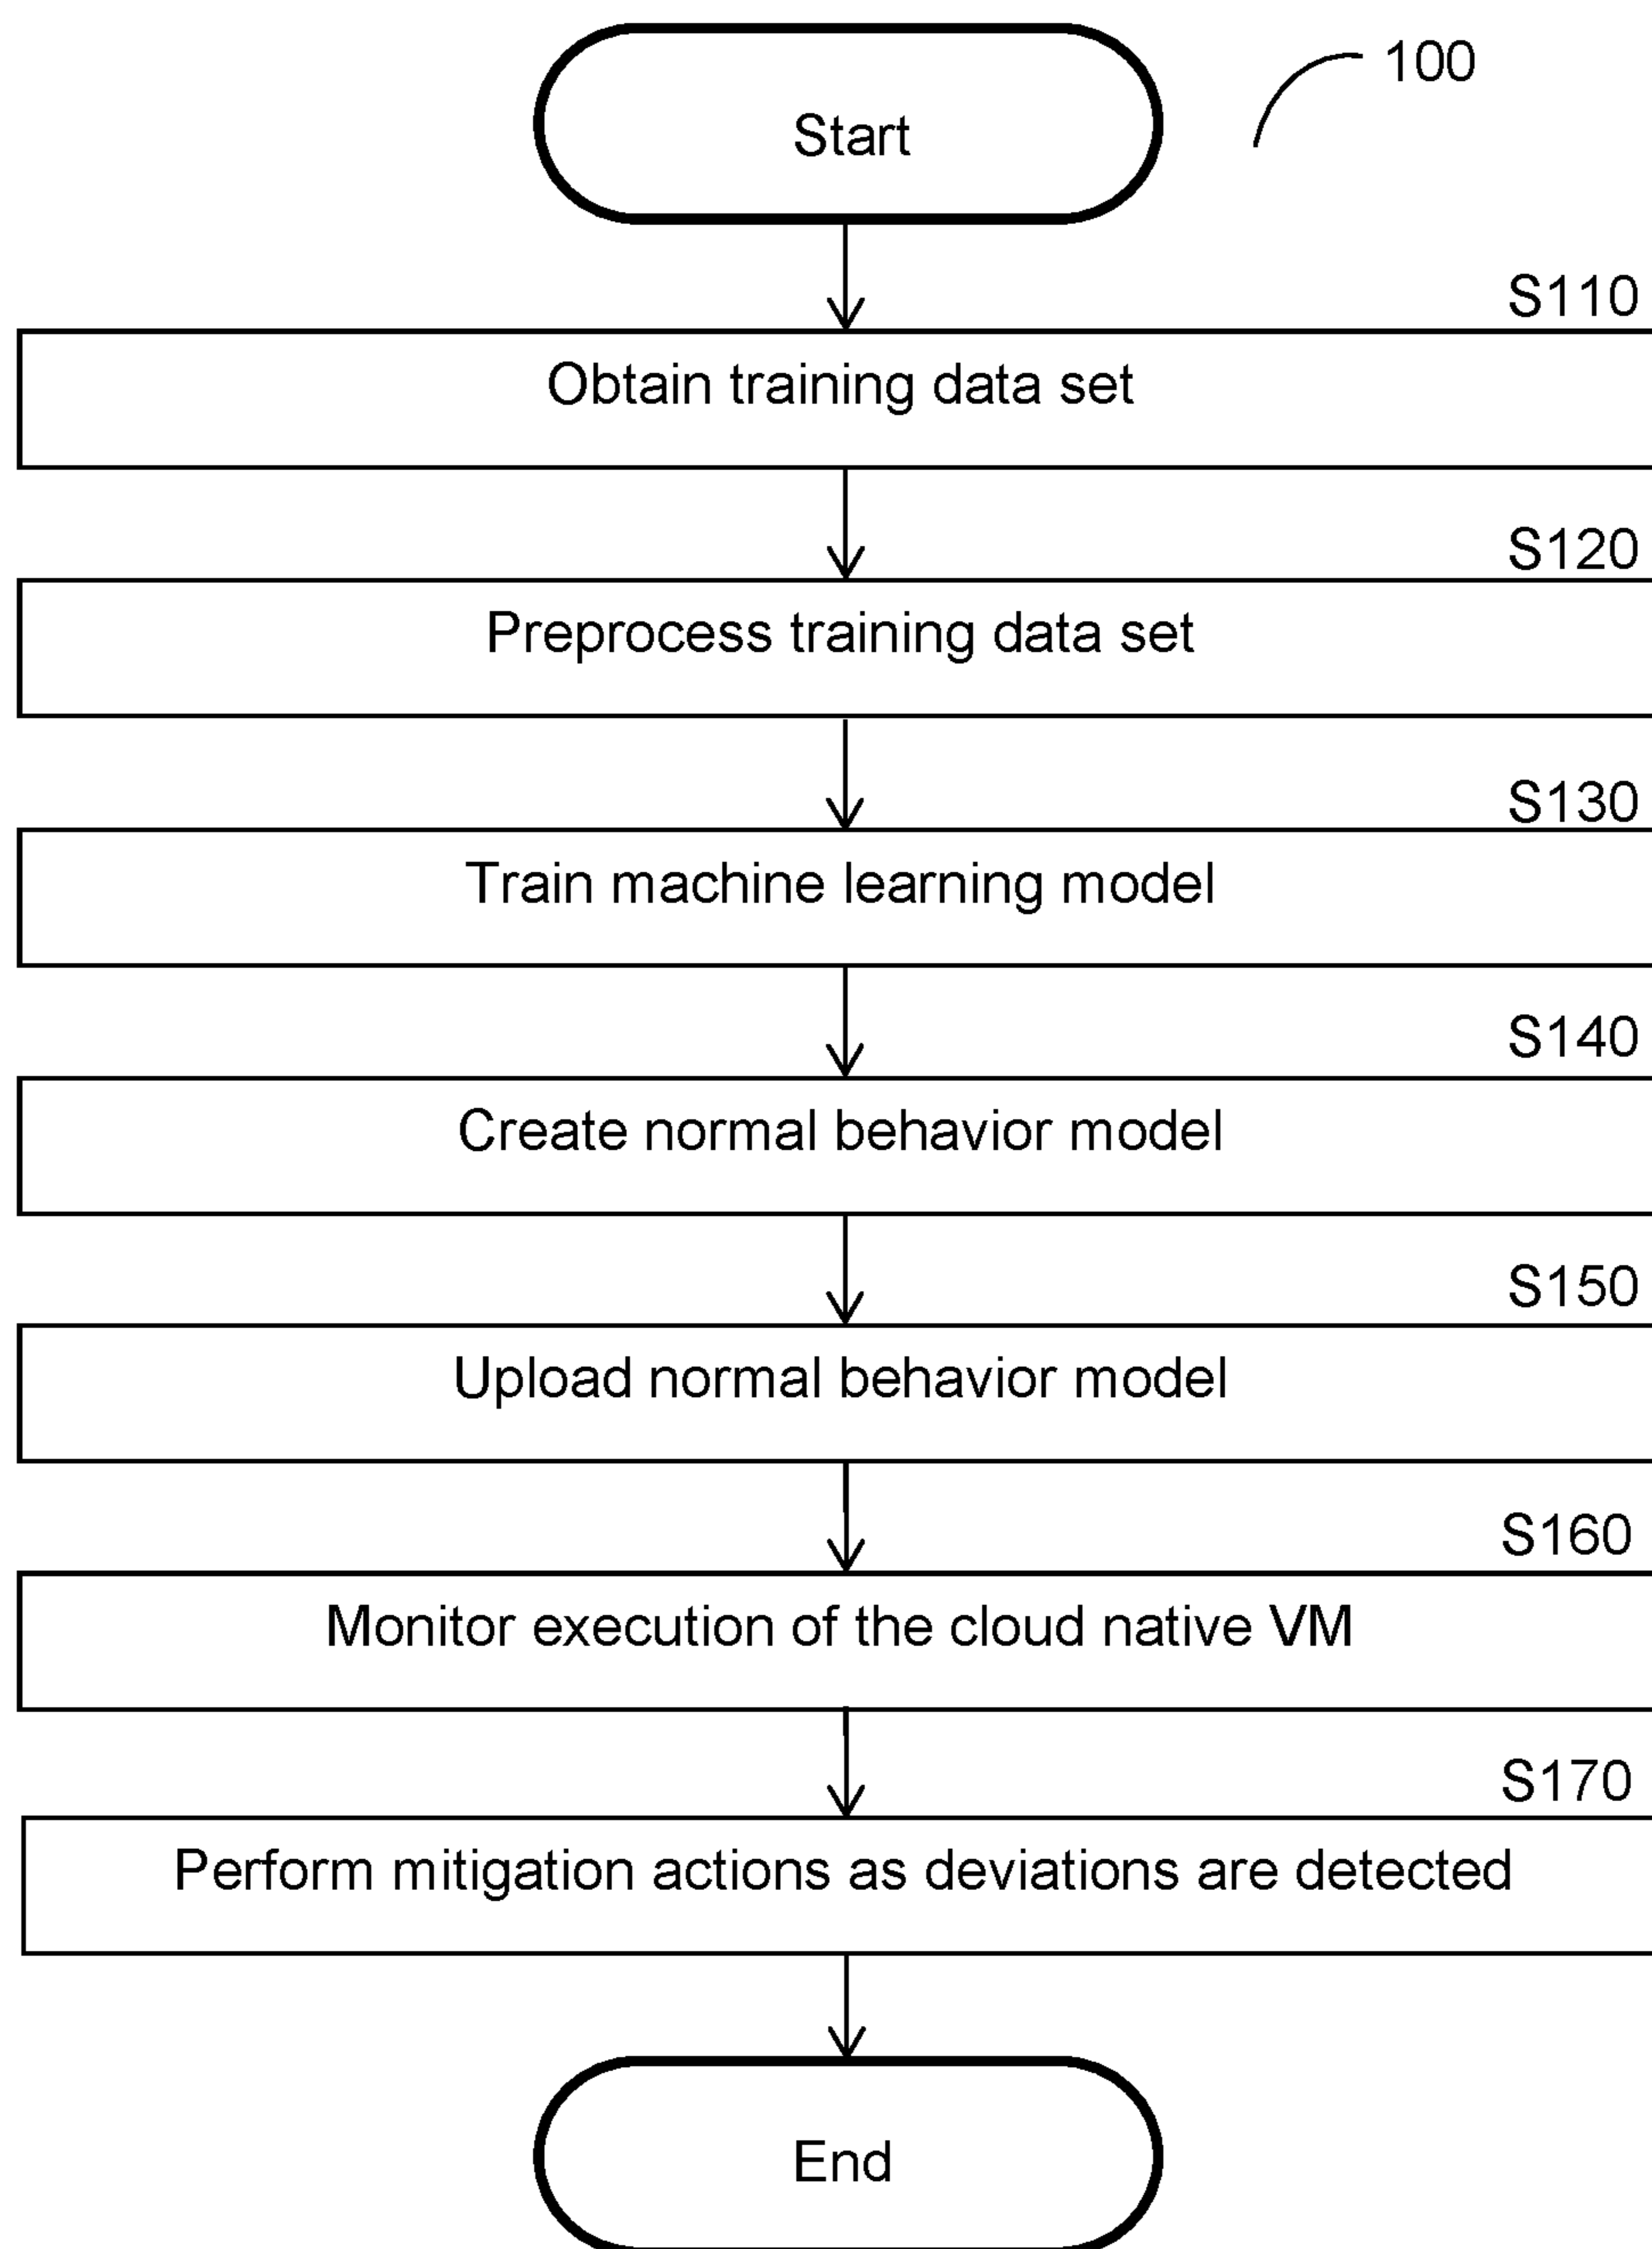 Start
100
S110
Obtain training data set
S120
Preprocess training data set
S130
Train machine learning model
S140
Create normal behavior model
S150
Upload normal behavior model
S160
Monitor execution of the cloud native VM
S170
Perform mitigation actions as deviations are detected
End